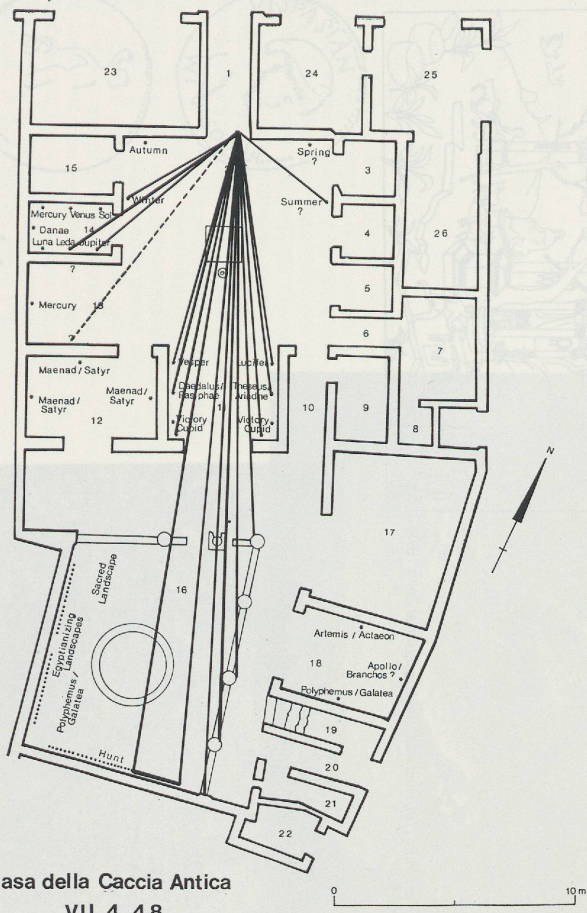 23
1
24
25
Autumn
Spring
?
15
3
Winter
Summer
?
Mercury Venus Sol
Danae 14
Luna Leda Jupiter
?
4
26
5
Mercury 13
?
6
7
Maenad/Satyr
Vesper
Lucifer
Maenad/
Satyr
Maenad/
Satyr
Daedalus/
Pasiphae
Theseus/
Ariadne
11
10
9
8
12
Victory
Cupid
Victory
Cupid
N
17
Sacred
Landscape
16
Egyptianizing
Landscapes
Polyphemus/
Galatea
Artemis / Actaeon
18
Apollo/
Branchos ?
Polyphemus/Galatea
19
Hunt
20
21
22
asa della Caccia Antica
VII 4 48
0
10 m